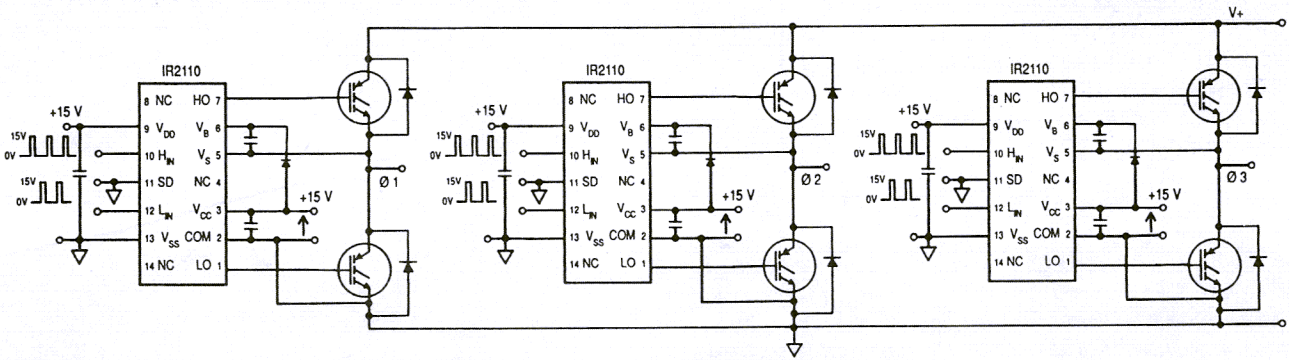 V+
IR2110
+15 V
15V
0V
15V
0V
8 NC HO 7
9 VDD VB 6
10 HIN VS 5
11 SD NC 4
12 LIN VCC 3
13 VSS COM 2
14 NC LO 1
+15 V
Ø 1
IR2110
+15 V
15V
0V
15V
0V
8 NC HO 7
9 VDD VB 6
10 HIN VS 5
11 SD NC 4
12 LIN VCC 3
13 VSS COM 2
14 NC LO 1
+15 V
Ø 2
IR2110
+15 V
15V
0V
15V
0V
8 NC HO 7
9 VDD VB 6
10 HIN VS 5
11 SD NC 4
12 LIN VCC 3
13 VSS COM 2
14 NC LO 1
+15 V
Ø 3